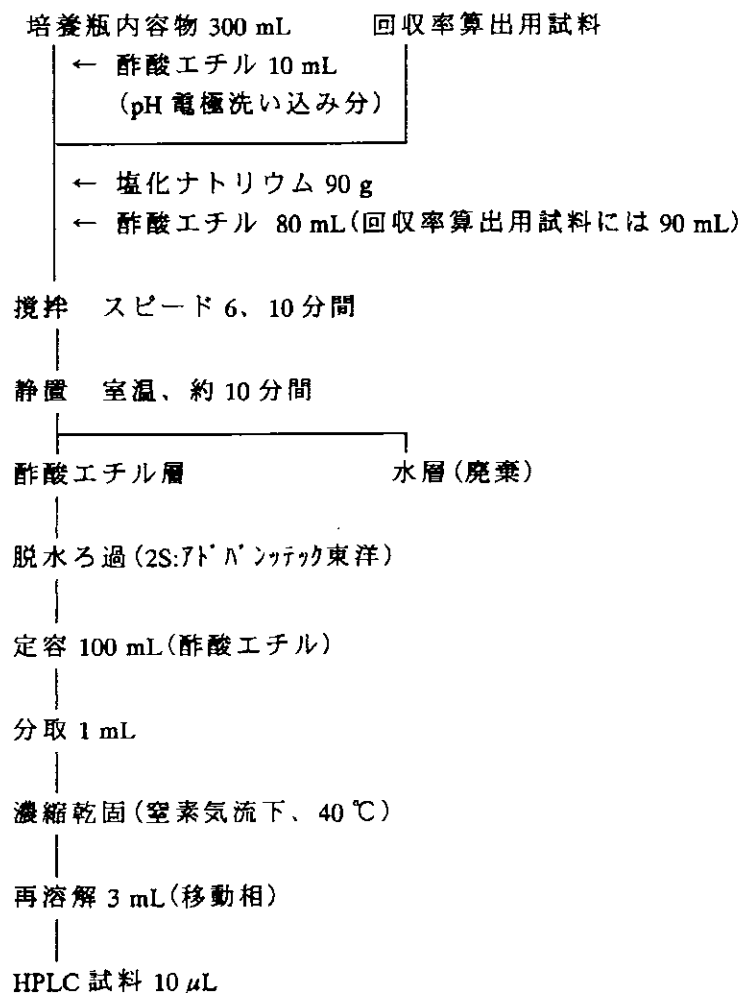 培養瓶内容物 300 mL 回収率算出用試料
← 酢酸エチル 10 mL
(pH 電極洗い込み分)
← 塩化ナトリウム 90 g
← 酢酸エチル 80 mL(回収率算出用試料には 90 mL)
撹拌 スピード 6、10 分間
静置 室温、約 10 分間
酢酸エチル層 水層(廃棄)
脱水ろ過(2S:ｱﾄﾞﾊﾞﾝｯﾃｯｸ東洋)
定容 100 mL(酢酸エチル)
分取 1 mL
濃縮乾固(窒素気流下、40 ℃)
再溶解 3 mL(移動相)
HPLC 試料 10 μL